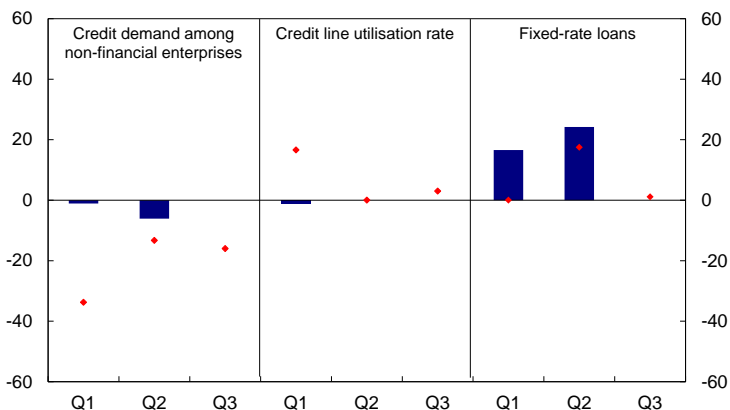 60
40
20
0
-20
-40
-60
Credit demand among
non-financial enterprises
Credit line utilisation rate
Fixed-rate loans
60
40
20
0
-20
-40
-60
Q1 Q2 Q3 Q1 Q2 Q3 Q1 Q2 Q3